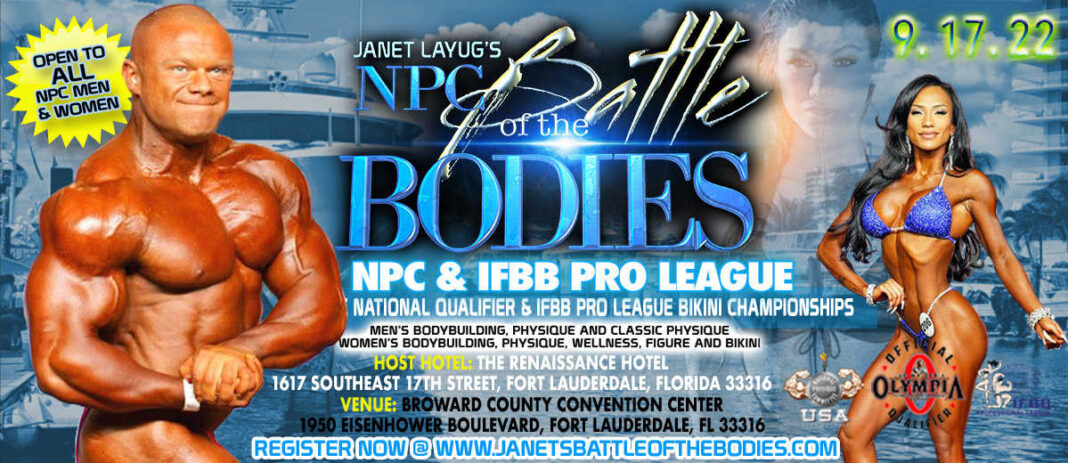 OPEN TO
ALL
NPC MEN
& WOMEN
JANET LAYUG'S
NPC Battle
of the
BODIES
9.17.22
NPC & IFBB PRO LEAGUE
NATIONAL QUALIFIER & IFBB PRO LEAGUE BIKINI CHAMPIONSHIPS
MEN'S BODYBUILDING, PHYSIQUE AND CLASSIC PHYSIQUE
WOMEN'S BODYBUILDING, PHYSIQUE, WELLNESS, FIGURE AND BIKINI
HOST HOTEL: THE RENAISSANCE HOTEL
1617 SOUTHEAST 17TH STREET, FORT LAUDERDALE, FLORIDA 33316
VENUE: BROWARD COUNTY CONVENTION CENTER
1950 EISENHOWER BOULEVARD, FORT LAUDERDALE, FL 33316
REGISTER NOW @ WWW.JANETSBATTLEOFTHEBODIES.COM
USA
OFFICIAL
OLYMPIA
QUALIFIER
IFBB